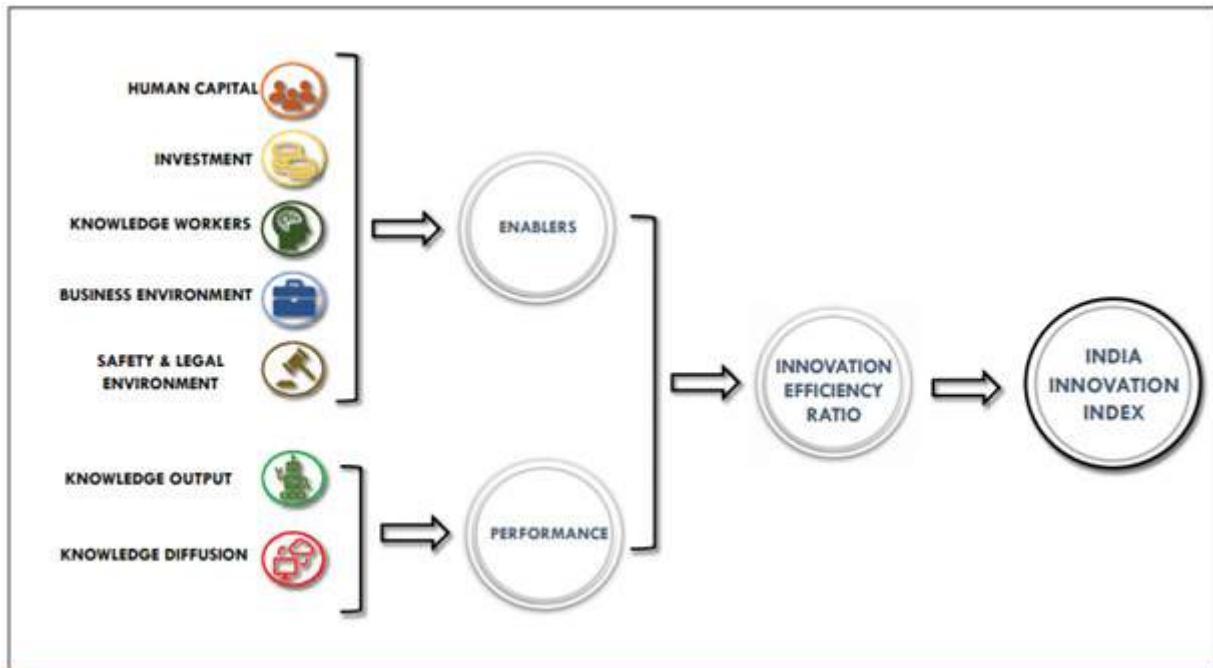 HUMAN CAPITAL
INVESTMENT
KNOWLEDGE WORKERS
BUSINESS ENVIRONMENT
SAFETY & LEGAL
ENVIRONMENT
KNOWLEDGE OUTPUT
KNOWLEDGE DIFFUSION
ENABLERS
PERFORMANCE
INNOVATION
EFFICIENCY
RATIO
INDIA
INNOVATION
INDEX